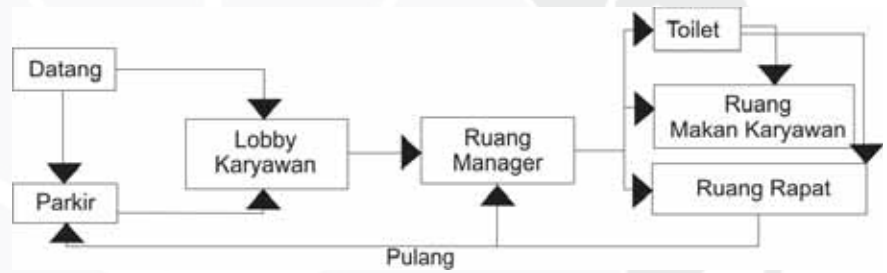 Datang
Parkir
Lobby
Karyawan
Ruang
Manager
Toilet
Ruang
Makan Karyawan
Ruang Rapat
Pulang